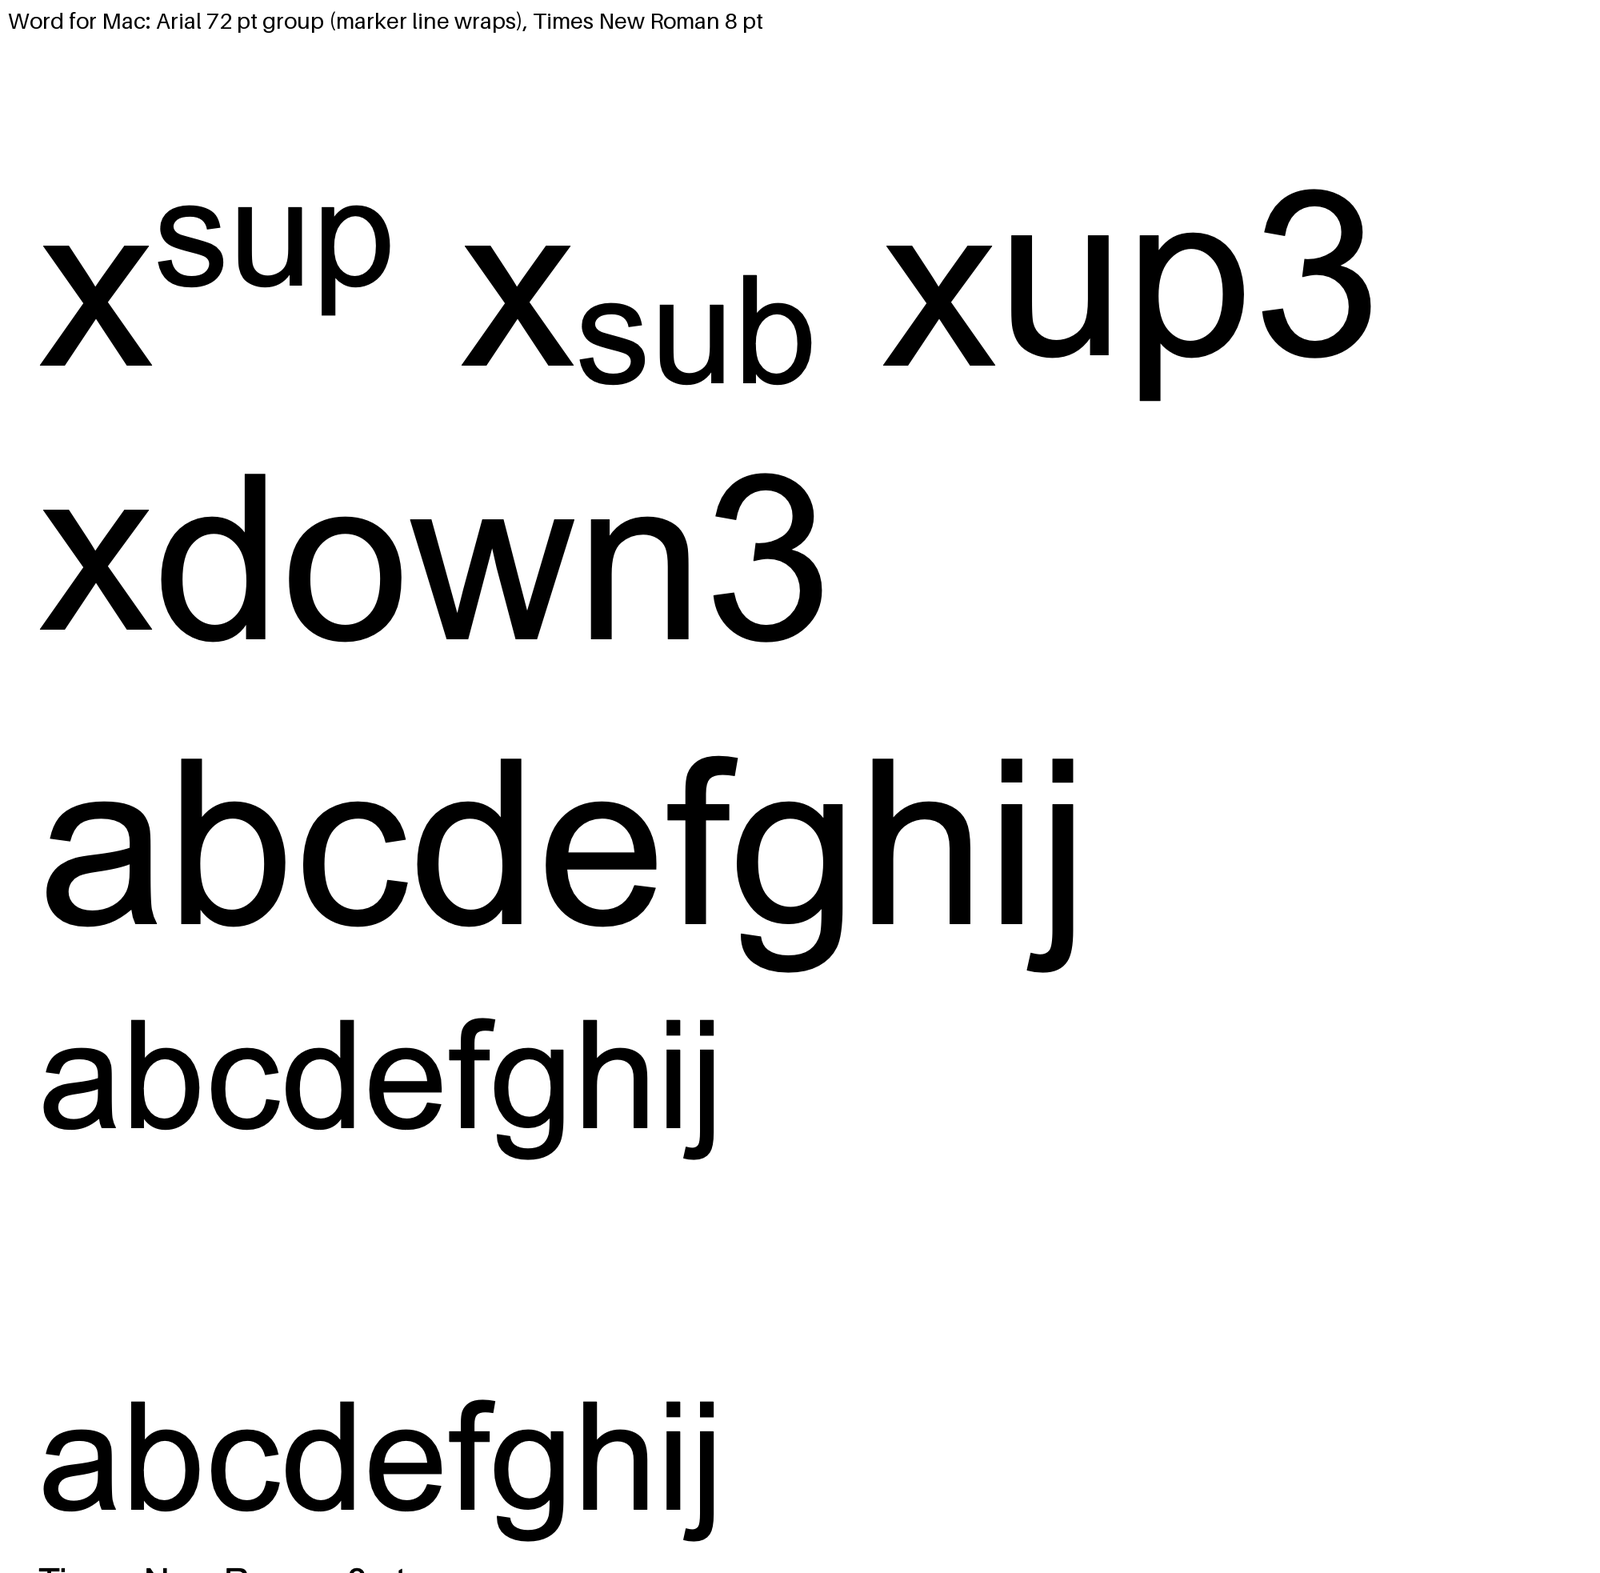 Word for Mac: Arial 72 pt group (marker line wraps), Times New Roman 8 pt
xsup xsub xup3
xdown3
abcdefghij
abcdefghij
abcdefghij